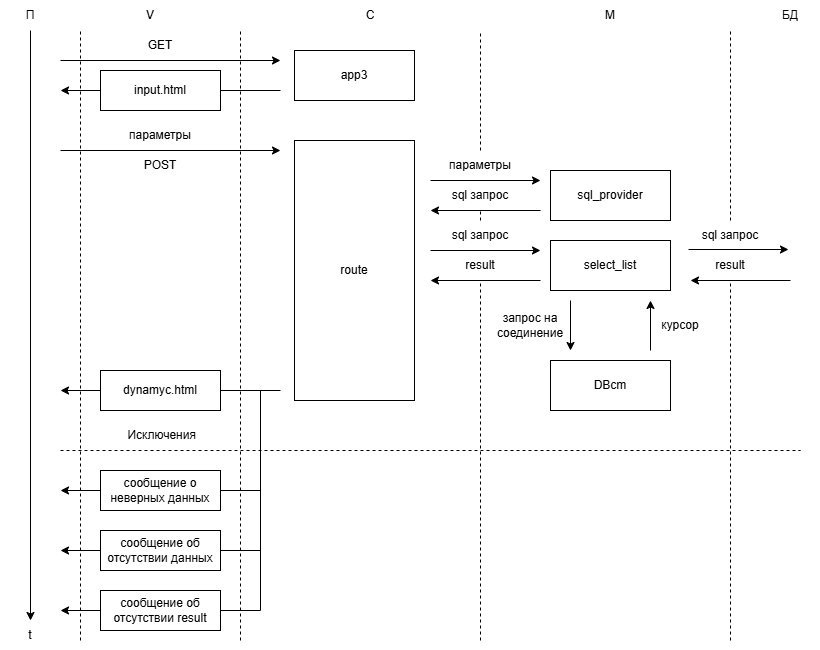 П
V
C
M
БД
GET
app3
input.html
параметры
POST
параметры
sql запрос
sql_provider
sql запрос
result
select_list
sql запрос
result
route
запрос на
соединение
курсор
DBcm
dynamyc.html
Исключения
сообщение о
неверных данных
сообщение об
отсутствии данных
сообщение об
отсутствии result
t